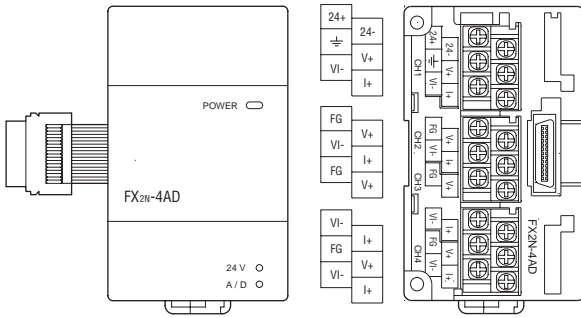 POWER
FX2N-4AD
24 V
A / D
24+
24-
V+
VI-
I+
FG
V+
VI-
I+
FG
V+
VI-
I+
FG
V+
VI-
I+
24+
24-
V+
VI-
I+
CH1
FG
V+
VI-
I+
FG
V+
CH2
CH3
VI-
I+
FG
V+
VI-
I+
CH4
FX2N-4AD